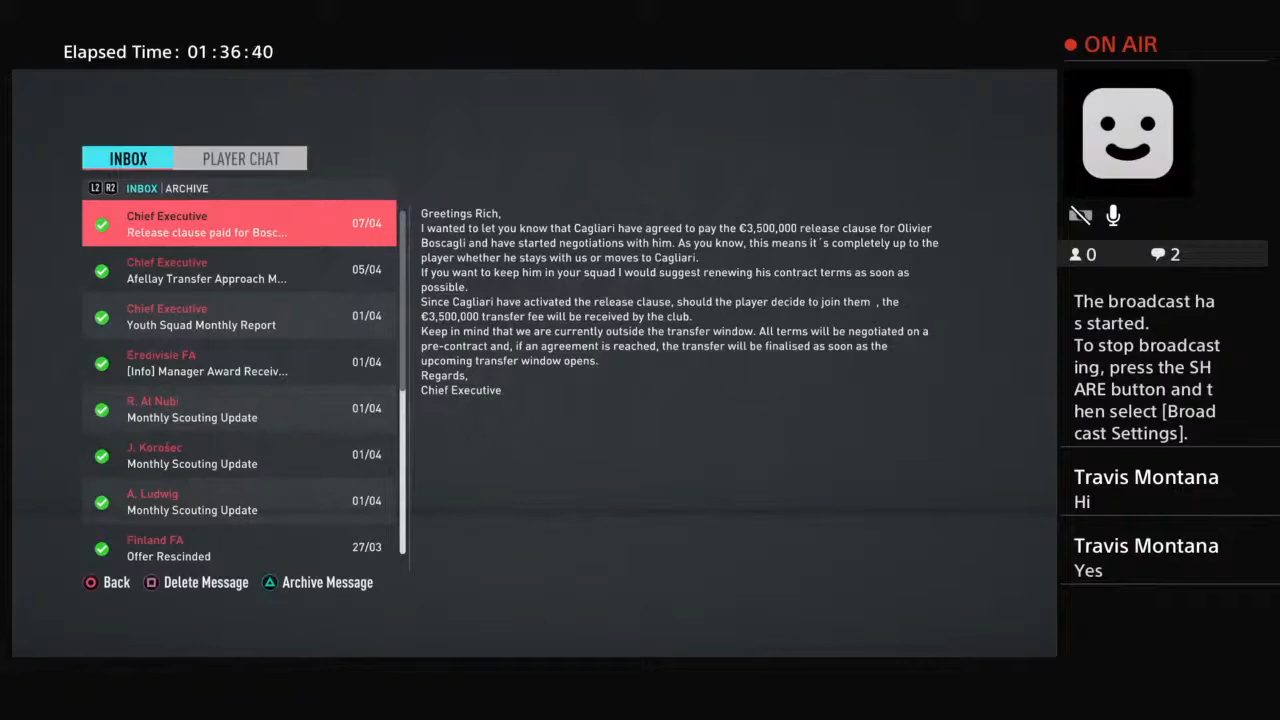 Elapsed Time: 01:36:40
ON AIR
INBOX
PLAYER CHAT
L2 R2 INBOX | ARCHIVE
Chief Executive
Release clause paid for Bosc...
07/04
Chief Executive
Afellay Transfer Approach M...
05/04
Chief Executive
Youth Squad Monthly Report
01/04
Eredivisie FA
[Info] Manager Award Receiv...
01/04
R. Al Nubi
Monthly Scouting Update
01/04
J. Korošec
Monthly Scouting Update
01/04
A. Ludwig
Monthly Scouting Update
01/04
Finland FA
Offer Rescinded
27/03
Greetings Rich,
I wanted to let you know that Cagliari have agreed to pay the €3,500,000 release clause for Olivier
Boscagli and have started negotiations with him. As you know, this means it´s completely up to the
player whether he stays with us or moves to Cagliari.
If you want to keep him in your squad I would suggest renewing his contract terms as soon as
possible.
Since Cagliari have activated the release clause, should the player decide to join them , the
€3,500,000 transfer fee will be received by the club.
Keep in mind that we are currently outside the transfer window. All terms will be negotiated on a
pre-contract and, if an agreement is reached, the transfer will be finalised as soon as the
upcoming transfer window opens.
Regards,
Chief Executive
Back
Delete Message
Archive Message
0
2
The broadcast ha
s started.
To stop broadcast
ing, press the SH
ARE button and t
hen select [Broad
cast Settings].
Travis Montana
Hi
Travis Montana
Yes